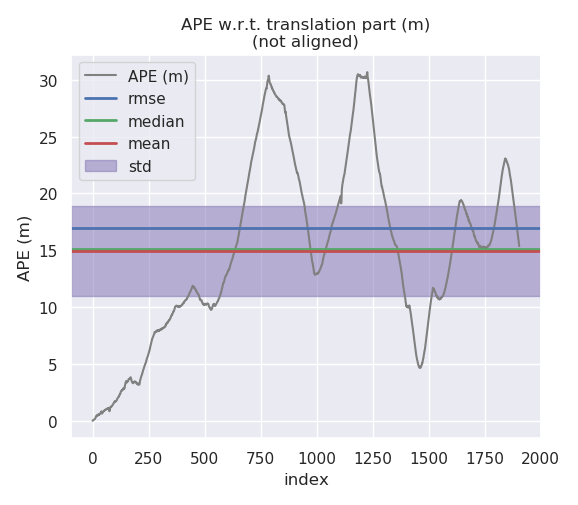 APE w.r.t. translation part (m)
(not aligned)
APE (m)
rmse
median
mean
std
30
25
20
15
10
5
0
APE (m)
0 250 500 750 1000 1250 1500 1750 2000
index